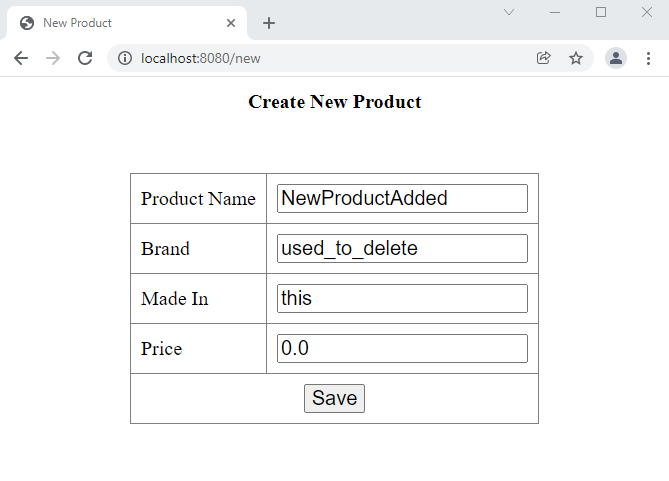 New Product
localhost:8080/new
Create New Product
Product Name NewProductAdded
Brand used_to_delete
Made In this
Price 0.0
Save